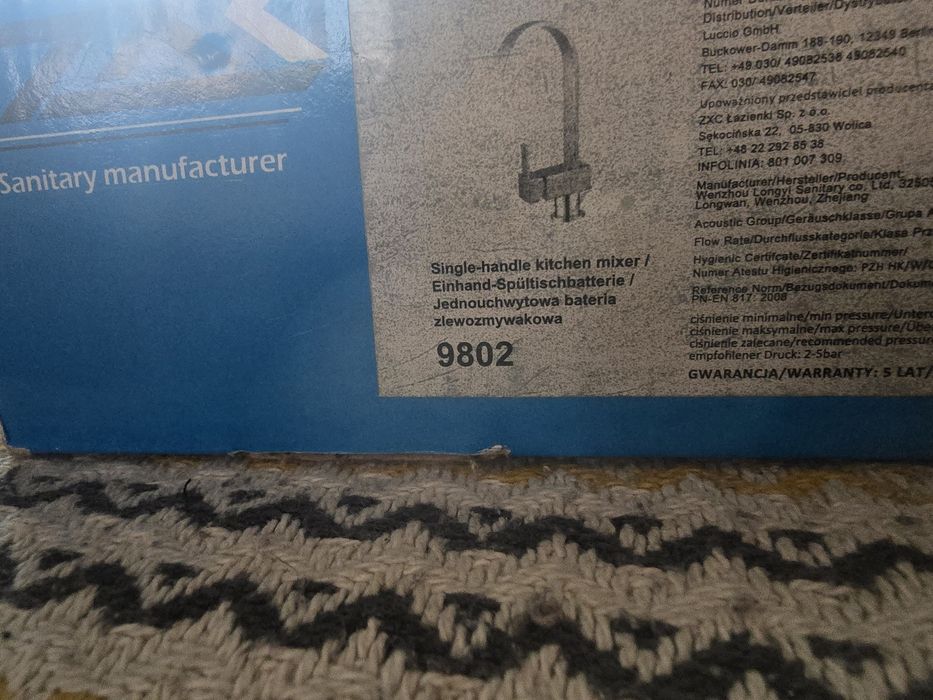 Sanitary manufacturer
Single-handle kitchen mixer /
Einhand-Spültischbatterie /
Jednouchwytowa bateria
zlewozmywakowa
9802
Distribution/Verteiler/
Luccio GmbH
Buckower-Damm 188-190, 12349 Berlin
TEL: +49 030/ 49082538 49082540
FAX: 030/ 49082547
Upoważniony przedstawiciel producenta
ZXC Łazienki Sp. z o.o.
Sękocińska 22, 05-830 Wolica
TEL: +48 22 292 85 38
INFOLINIA: 801 007 309
Manufacturer/Hersteller/Producent:
Wenzhou Longyi Sanitary co, Ltd,
Longwan, Wenzhou, Zhejiang
Acoustic Group/Geräuschklasse/Grupa A
Flow Rate/Durchflusskategorie/Klasa Prz
Hygienic Certifcate/Zertifikatnummer/
Numer Atestu Higienicznego: PZH HK/W/
Reference Norm/Bezugsdokument/Dokum
PN-EN 817: 2008
ciśnienie minimalne/min pressure/Unter
ciśnienie maksymalne/max pressure/Übe
ciśnienie zalecane/recommended pressur
empfohlener Druck: 2-5bar
GWARANCJA/WARRANTY: 5 LAT/